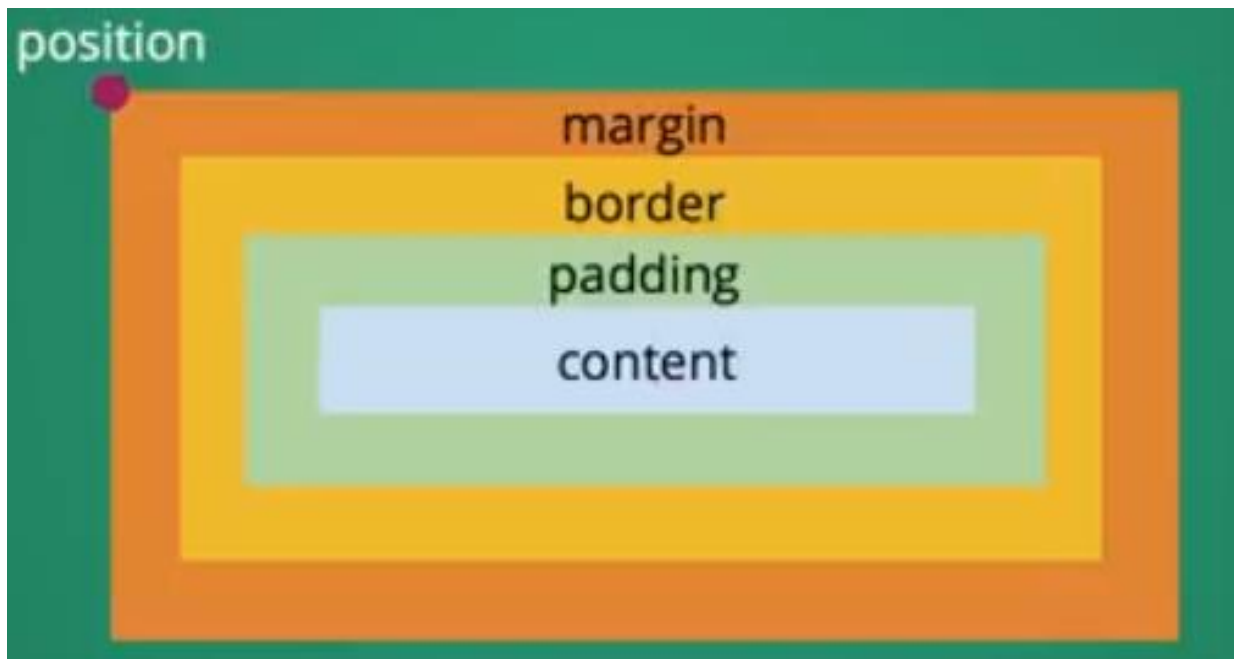 position
margin
border
padding
content